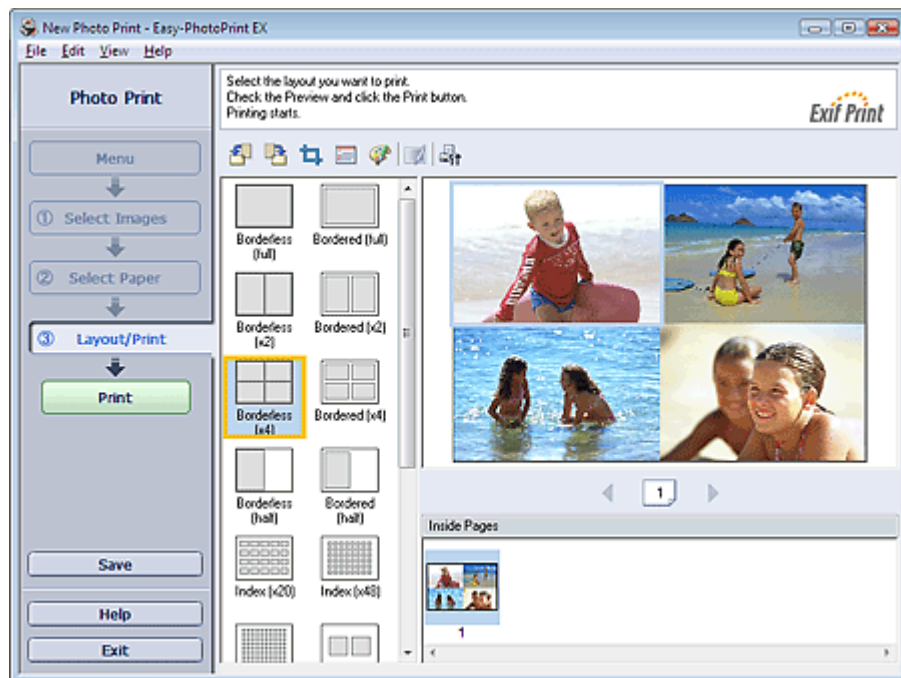 New Photo Print - Easy-PhotoPrint EX
File Edit View Help
Photo Print
Select the layout you want to print.
Check the Preview and click the Print button.
Printing starts.
Exif Print
Menu
① Select Images
② Select Paper
③ Layout/Print
Print
Save
Help
Exit
Borderless (full)
Bordered (full)
Borderless (x2)
Bordered (x2)
Borderless (x4)
Bordered (x4)
Borderless (half)
Bordered (half)
Index (x20)
Index (x48)
1
Inside Pages
1